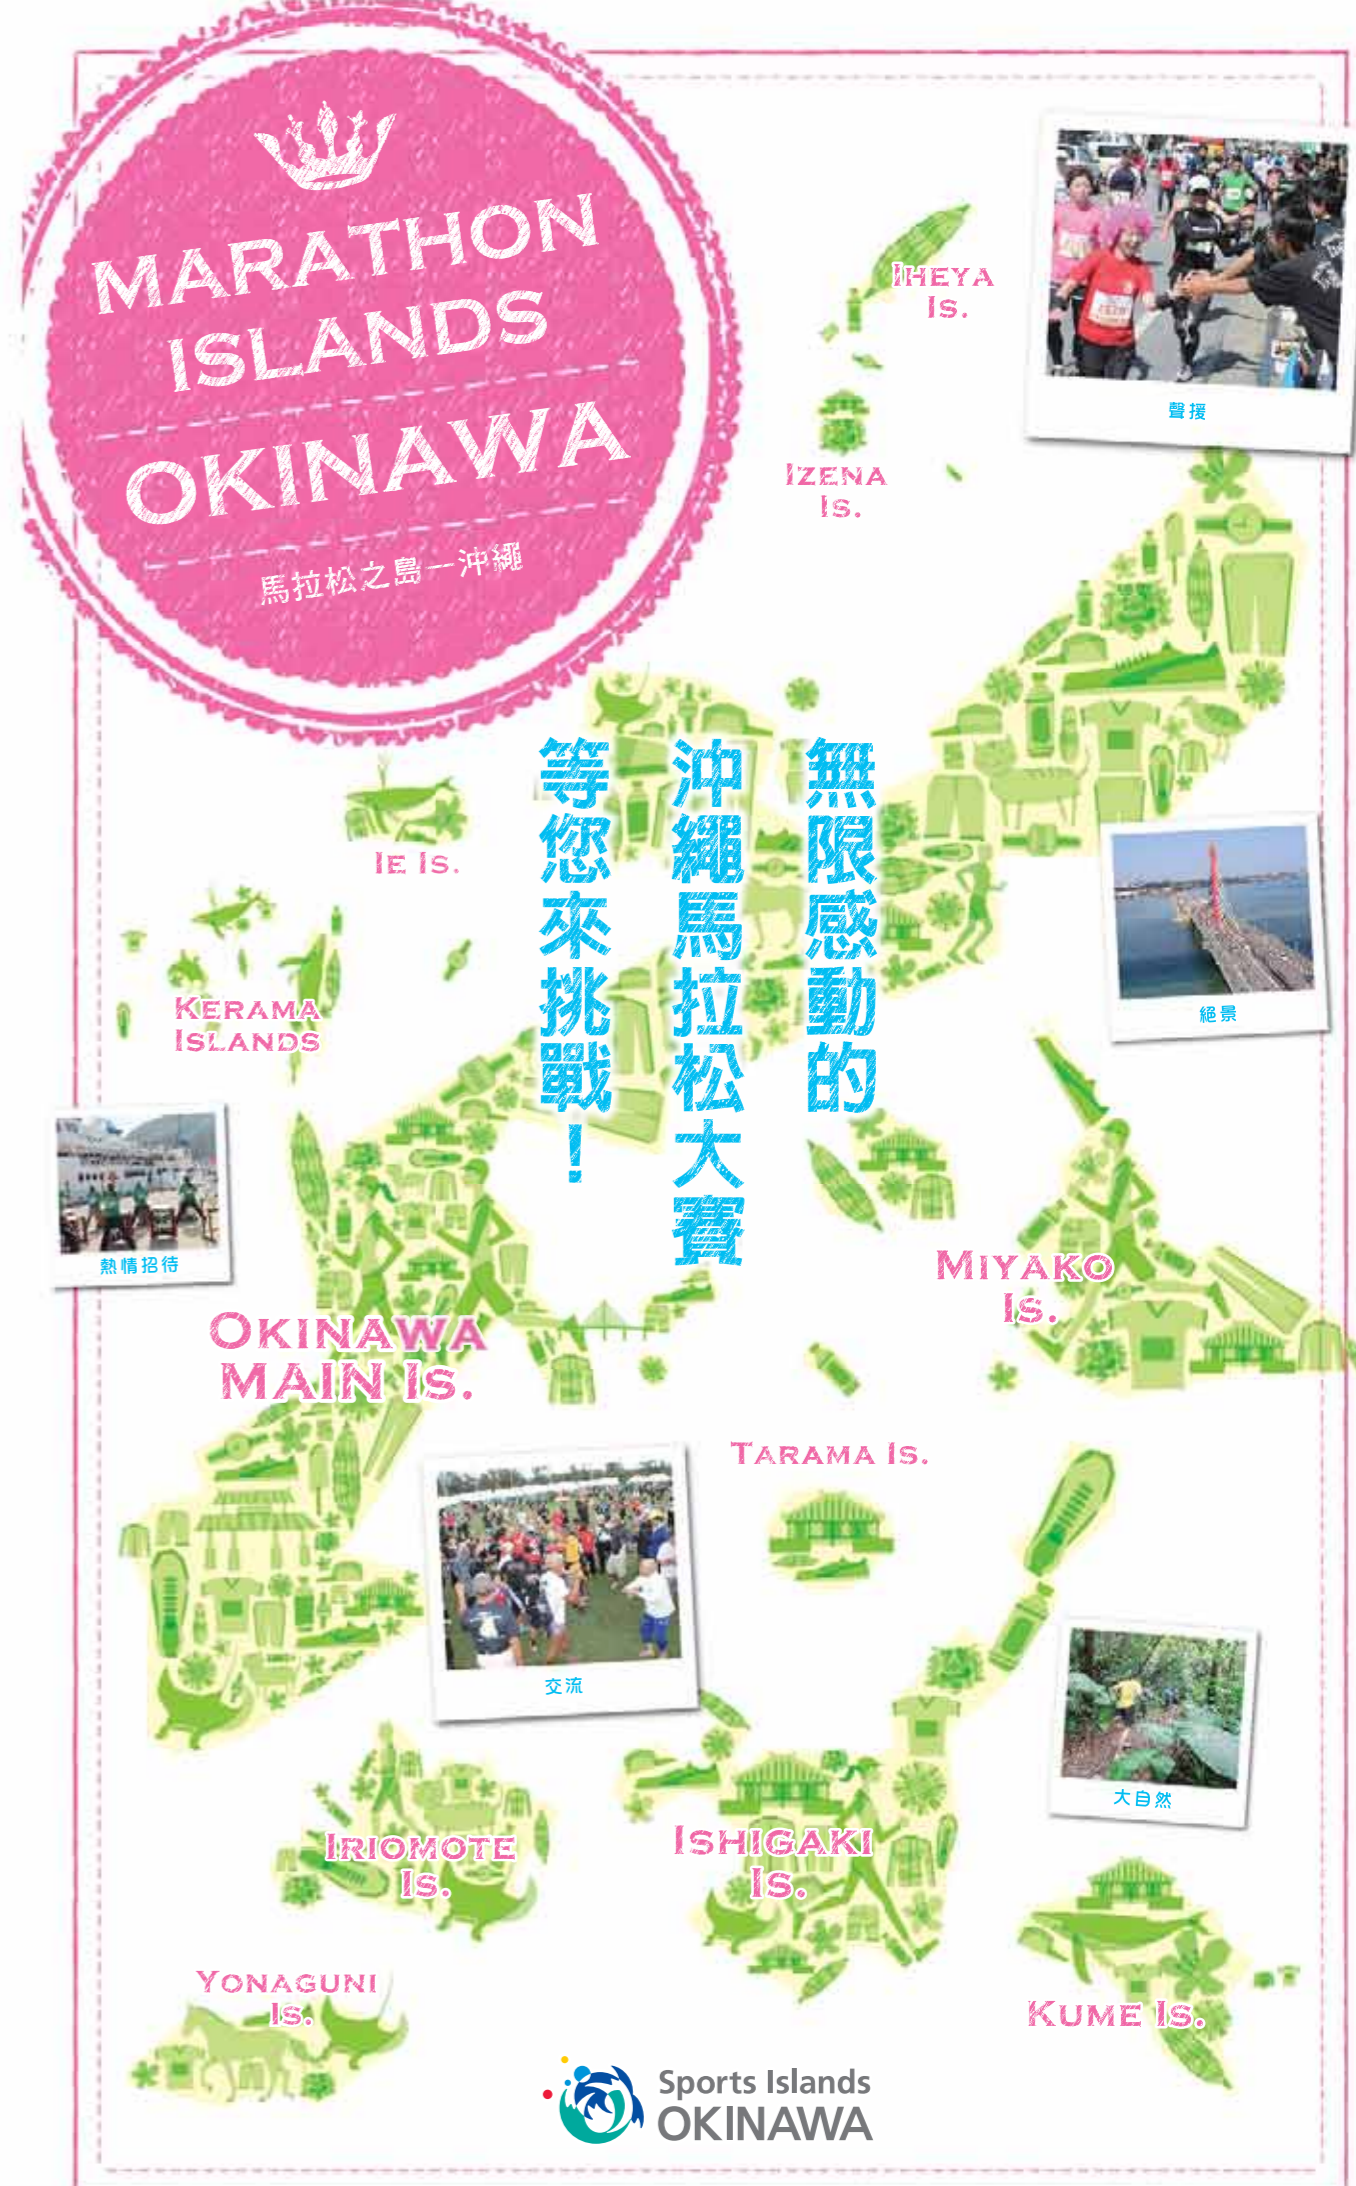 MARATHON
ISLANDS
OKINAWA
馬拉松之島—沖繩
IHEYA
IS.
聲援
IZENA
IS.
無限感動的
沖繩馬拉松大賽
等您來挑戰！
IE IS.
KERAMA
ISLANDS
絕景
熱情招待
MIYAKO
IS.
OKINAWA
MAIN IS.
TARAMA IS.
交流
大自然
IRIOMOTE
IS.
ISHIGAKI
IS.
YONAGUNI
IS.
KUME IS.
Sports Islands
OKINAWA